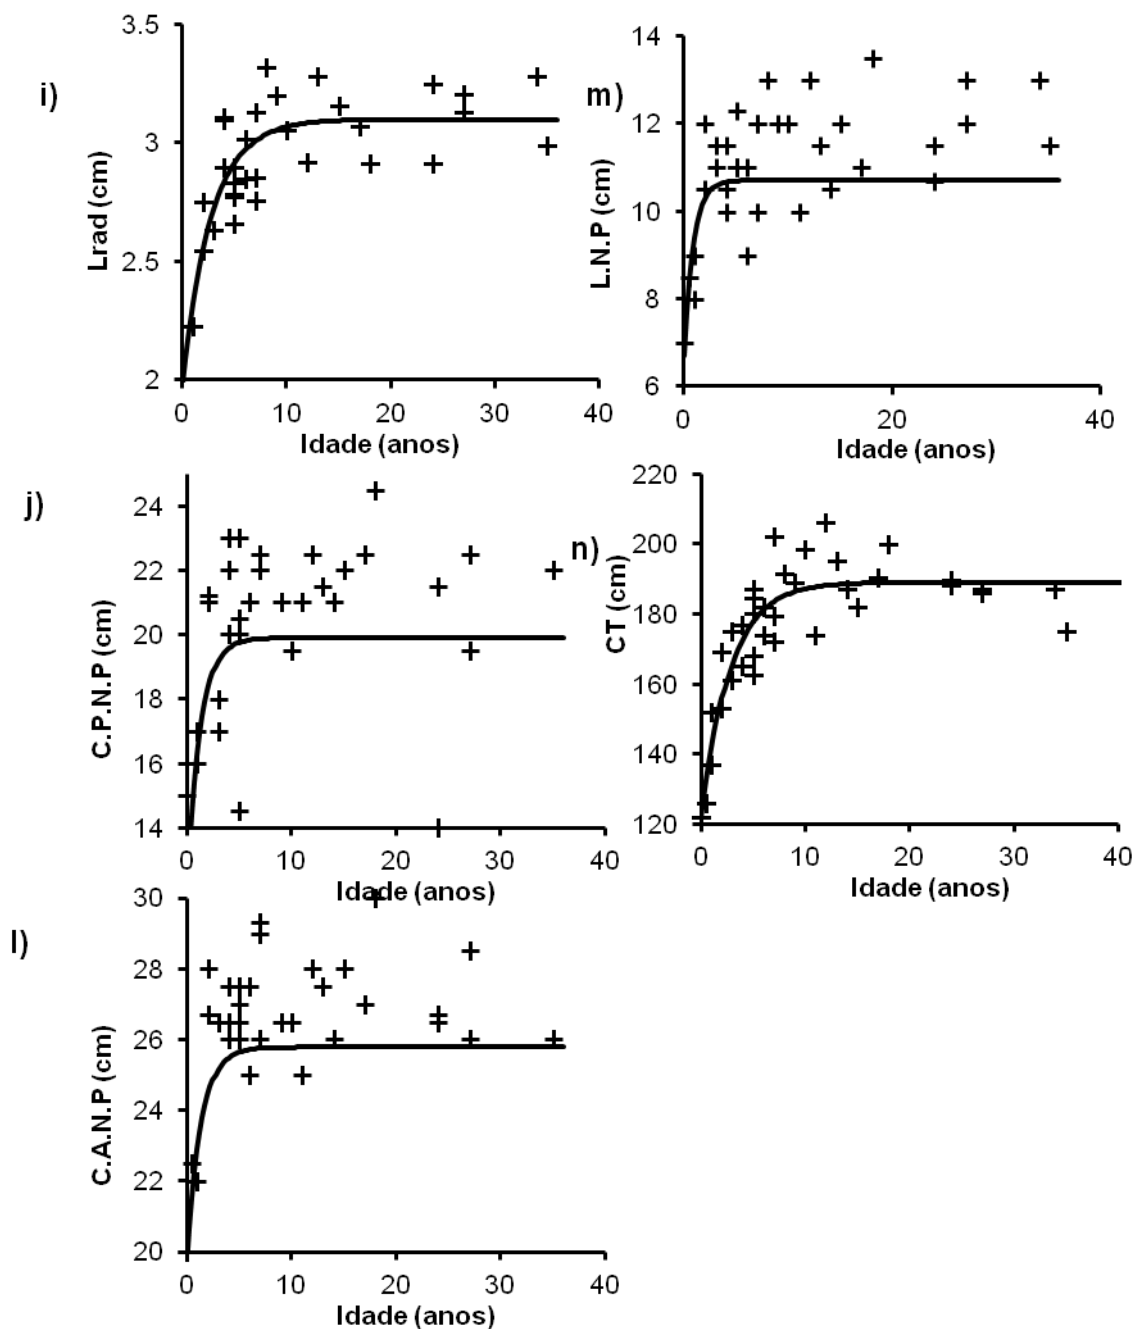 i)
Lrad (cm)
3.5
3
2.5
2
0 10 20 30 40
Idade (anos)
m)
L.N.P (cm)
14
12
10
8
6
0 20 40
Idade (anos)
j)
C.P.N.P (cm)
24
22
20
18
16
14
0 10 20 30 40
Idade (anos)
n)
CT (cm)
220
200
180
160
140
120
0 10 20 30 40
Idade (anos)
l)
C.A.N.P (cm)
30
28
26
24
22
20
0 10 20 30 40
Idade (anos)